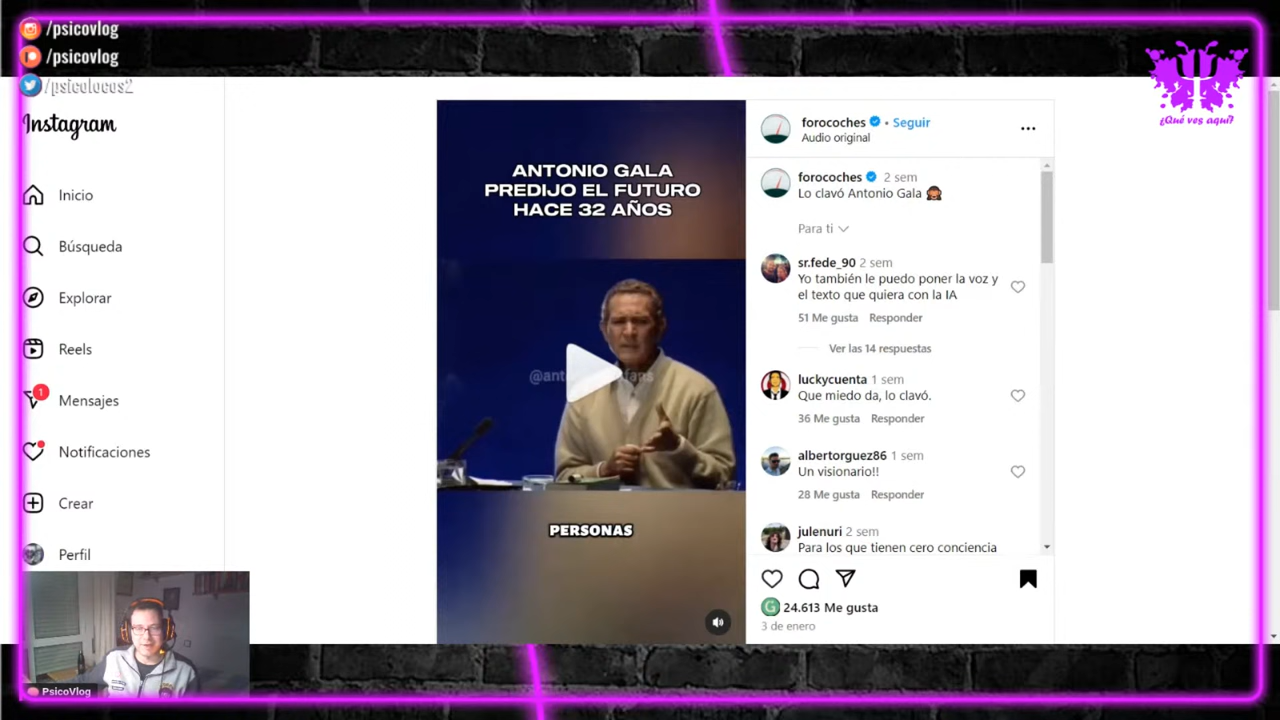 /psicovlog
/psicovlog
/psicolocos2
¿Qué ves aquí?
Instagram
Inicio
Búsqueda
Explorar
Reels
1
Mensajes
Notificaciones
Crear
Perfil
PsicoVlog
ANTONIO GALA
PREDIJO EL FUTURO
HACE 32 AÑOS
PERSONAS
forocoches • Seguir
Audio original
forocoches 2 sem
Lo clavó Antonio Gala
Para ti
sr.fede_90 2 sem
Yo también le puedo poner la voz y
el texto que quiera con la IA
51 Me gusta Responder
Ver las 14 respuestas
luckycuenta 1 sem
Que miedo da, lo clavó.
36 Me gusta Responder
albertorguez86 1 sem
Un visionario!!
28 Me gusta Responder
julenuri 2 sem
Para los que tienen cero conciencia
G 24.613 Me gusta
3 de enero